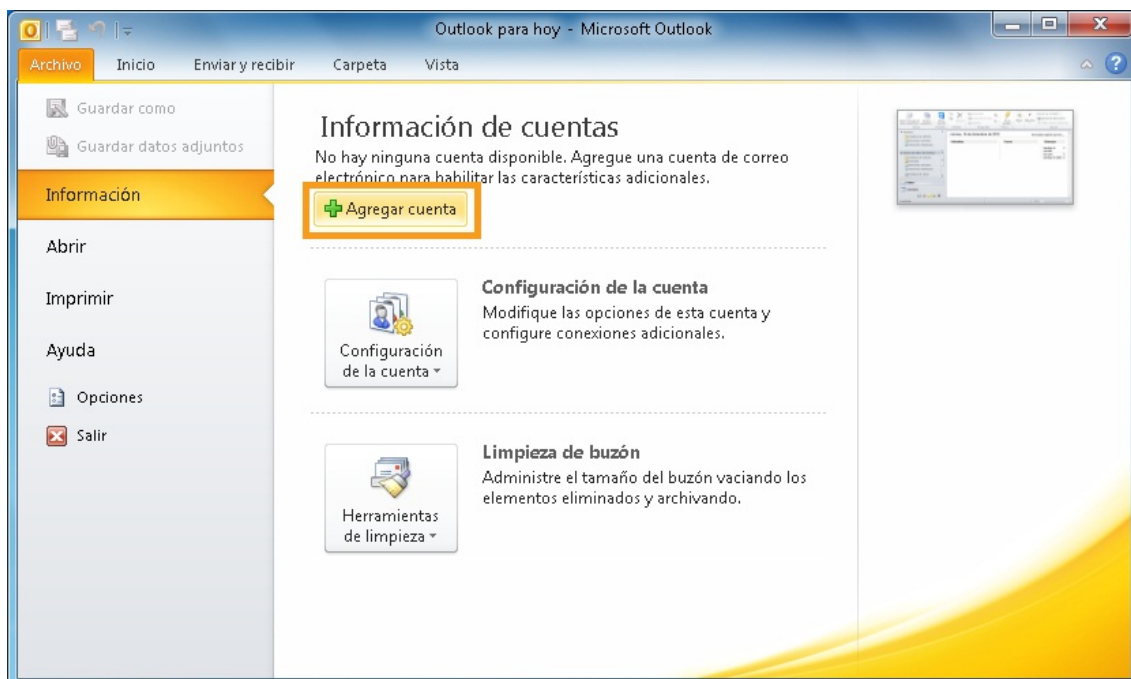 Outlook para hoy - Microsoft Outlook
Archivo Inicio Enviar y recibir Carpeta Vista
Guardar como
Guardar datos adjuntos
Información
Abrir
Imprimir
Ayuda
Opciones
Salir
Información de cuentas
No hay ninguna cuenta disponible. Agregue una cuenta de correo
electrónico para habilitar las características adicionales.
Agregar cuenta
Configuración
de la cuenta
Configuración de la cuenta
Modifique las opciones de esta cuenta y
configure conexiones adicionales.
Herramientas
de limpieza
Limpieza de buzón
Administre el tamaño del buzón vaciando los
elementos eliminados y archivando.